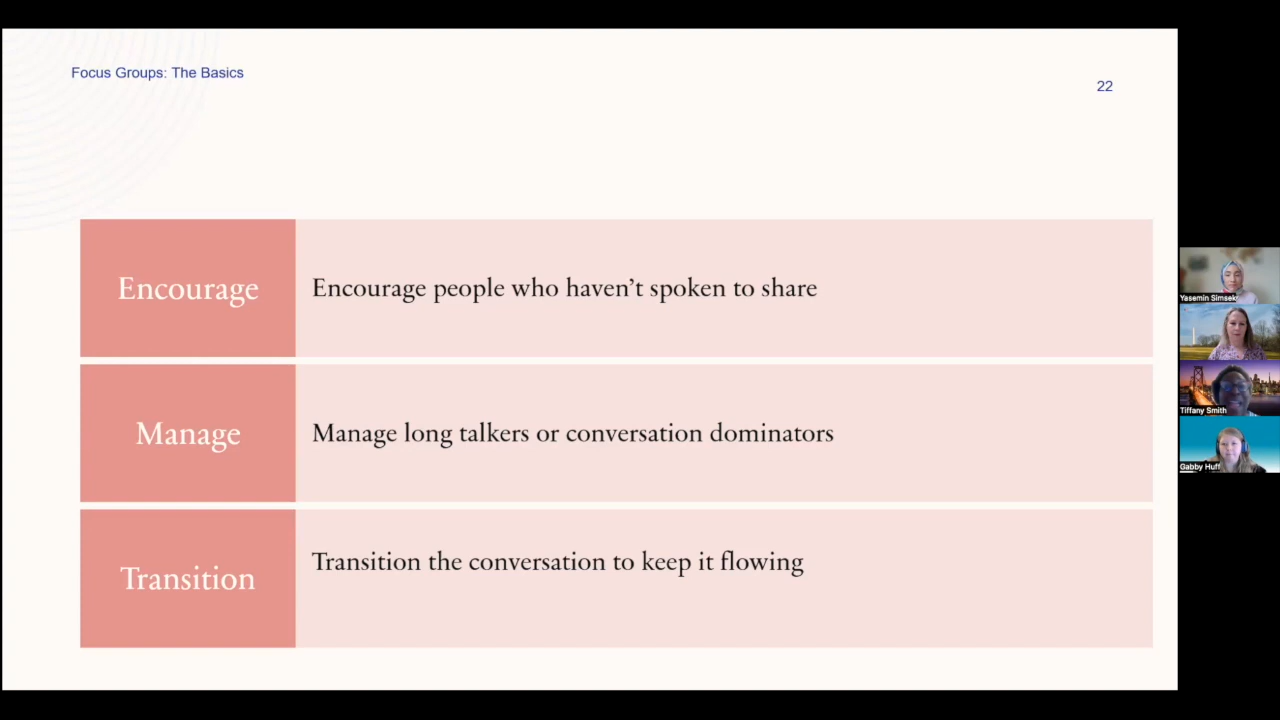 Focus Groups: The Basics
22
Encourage
Encourage people who haven’t spoken to share
Manage
Manage long talkers or conversation dominators
Transition
Transition the conversation to keep it flowing
Yasemin Simsek
Tiffany Smith
Gabby Huff